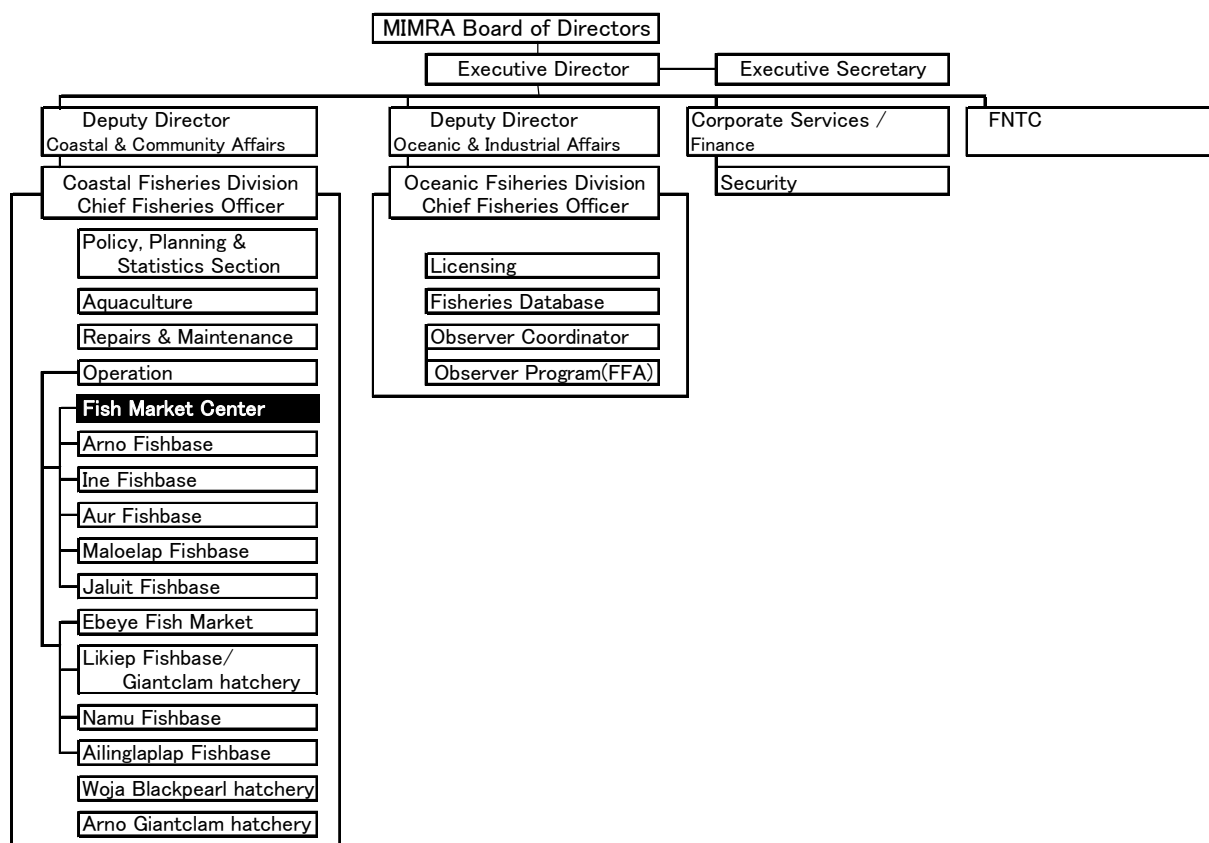 MIMRA Board of Directors
Executive Director
Executive Secretary
Deputy Director
Coastal & Community Affairs
Deputy Director
Oceanic & Industrial Affairs
Corporate Services /
Finance
FNTC
Coastal Fisheries Division
Chief Fisheries Officer
Oceanic Fsiheries Division
Chief Fisheries Officer
Security
Policy, Planning &
Statistics Section
Aquaculture
Repairs & Maintenance
Operation
Fish Market Center
Arno Fishbase
Ine Fishbase
Aur Fishbase
Maloelap Fishbase
Jaluit Fishbase
Ebeye Fish Market
Likiep Fishbase/
Giantclam hatchery
Namu Fishbase
Ailinglaplap Fishbase
Woja Blackpearl hatchery
Arno Giantclam hatchery
Licensing
Fisheries Database
Observer Coordinator
Observer Program(FFA)